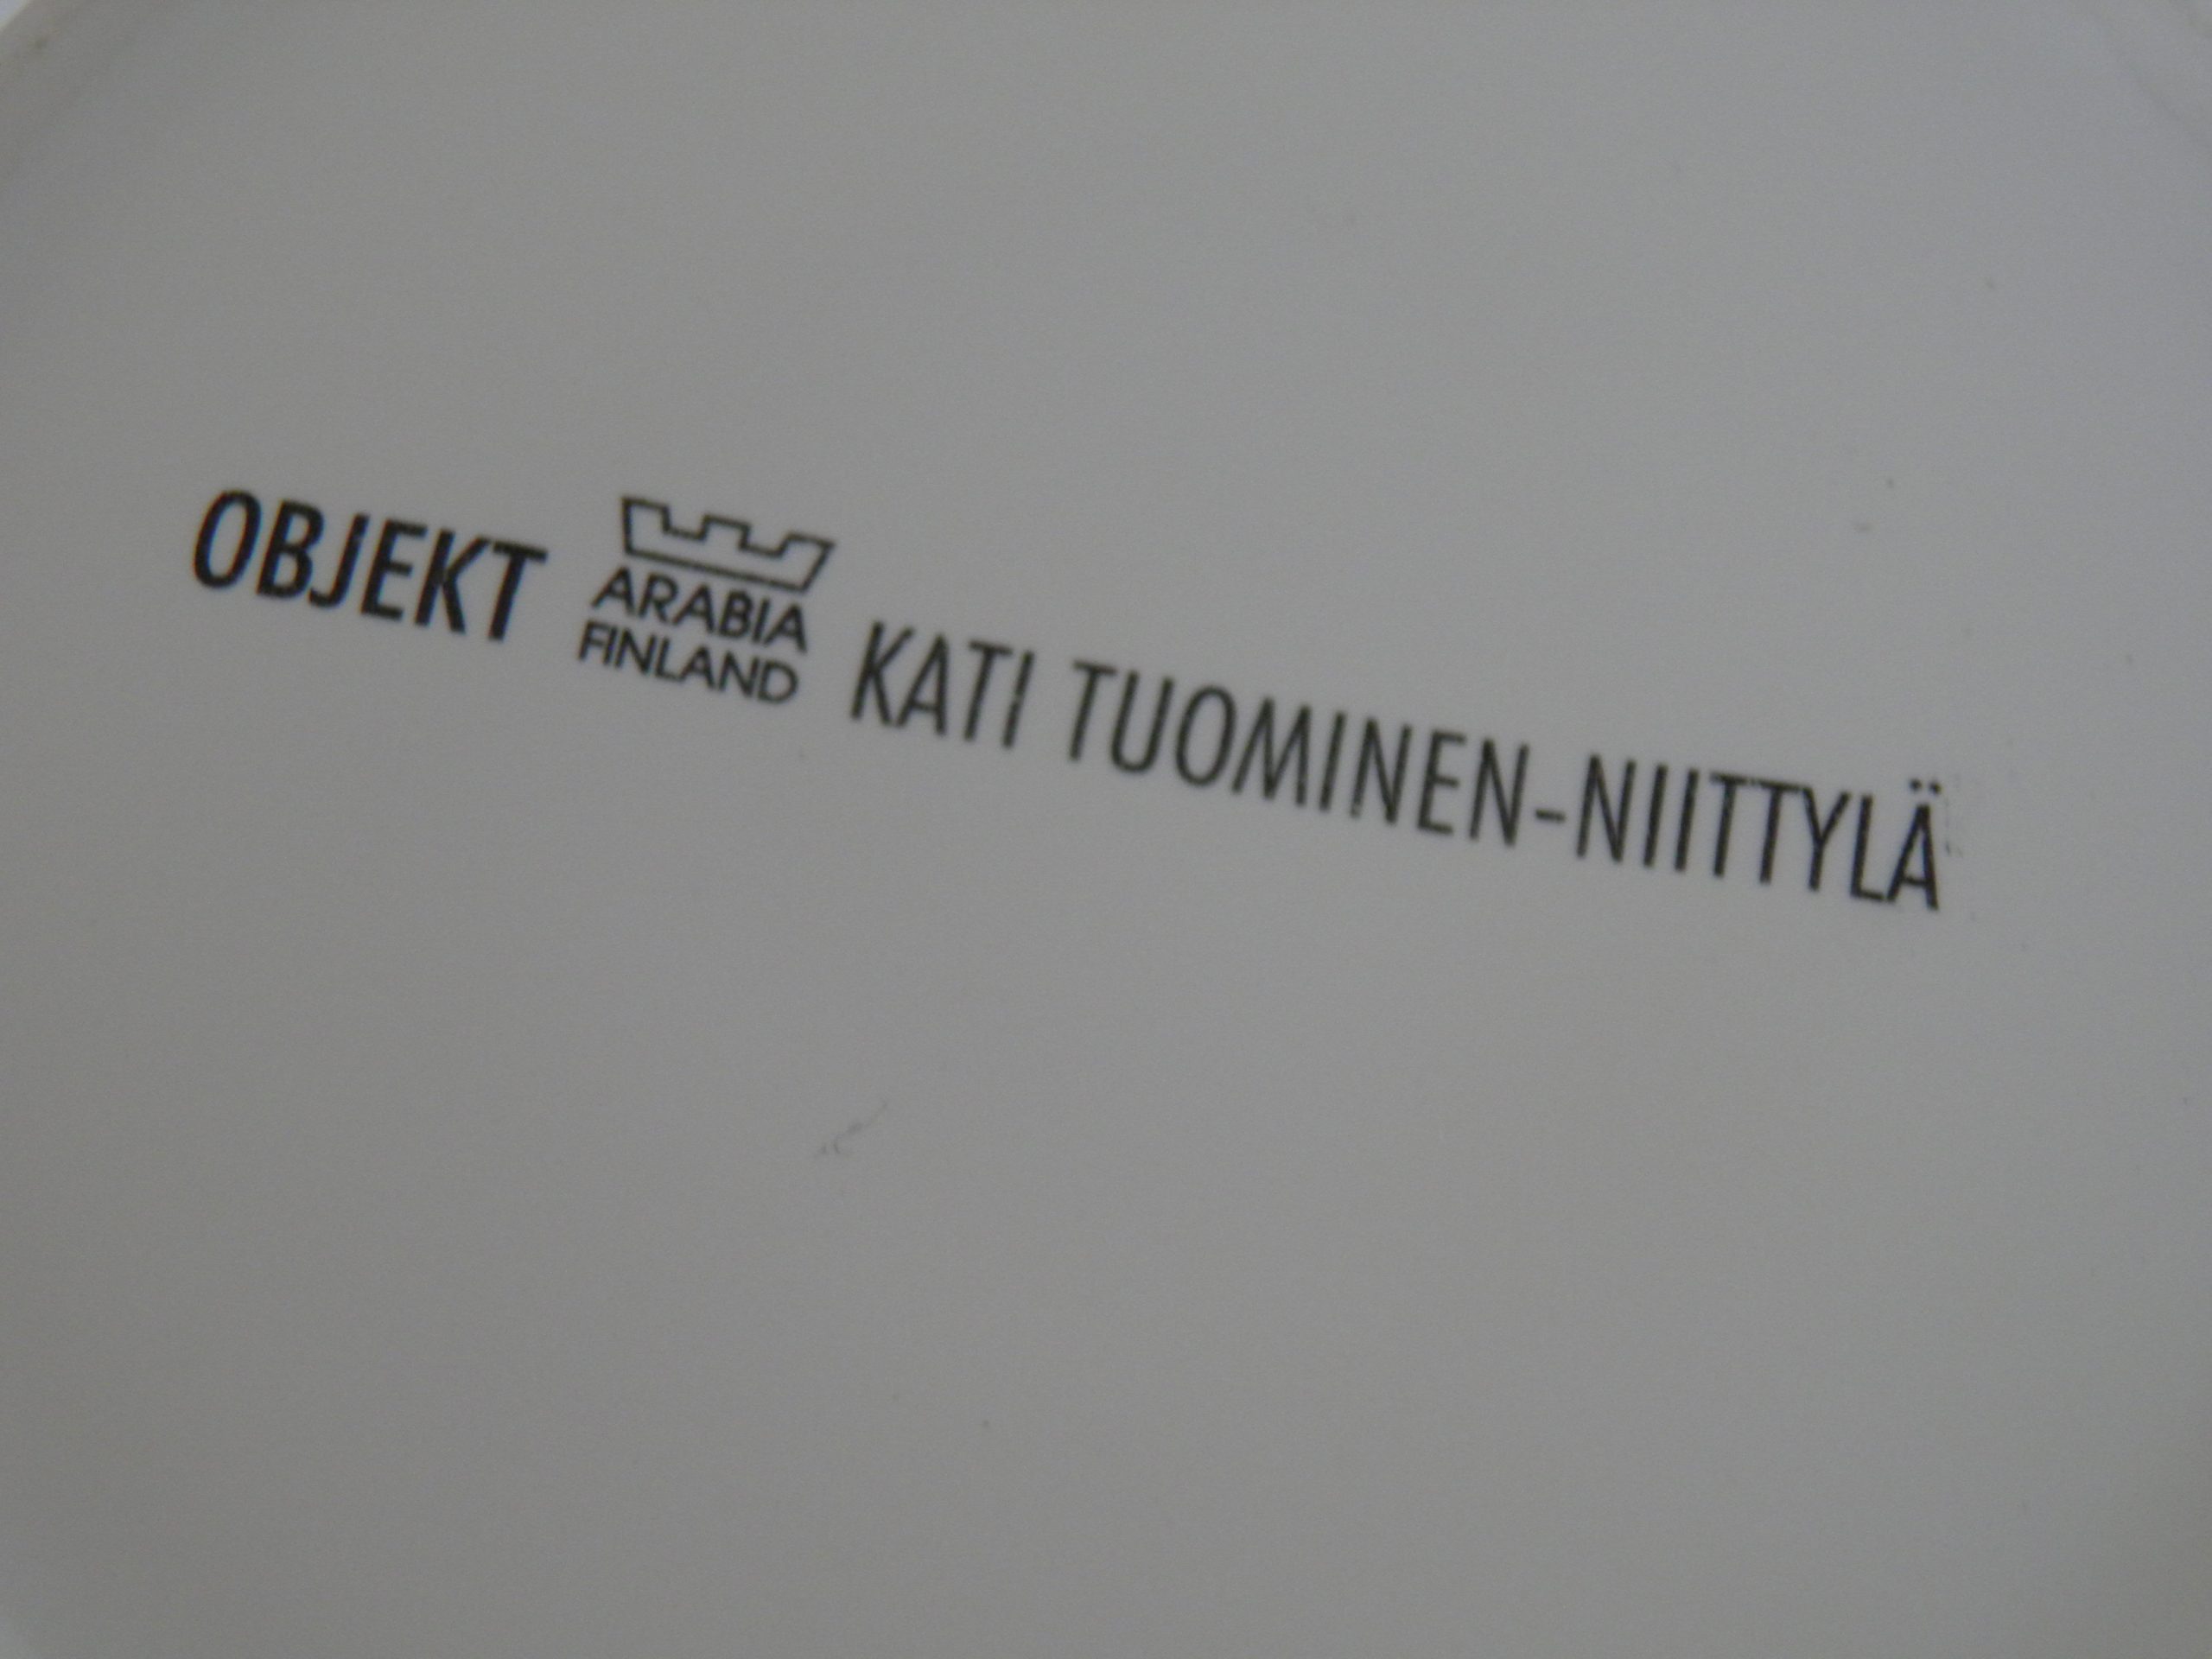 OBJEKT ARABIA FINLAND KATI TUOMINEN-NIITTYLÄ